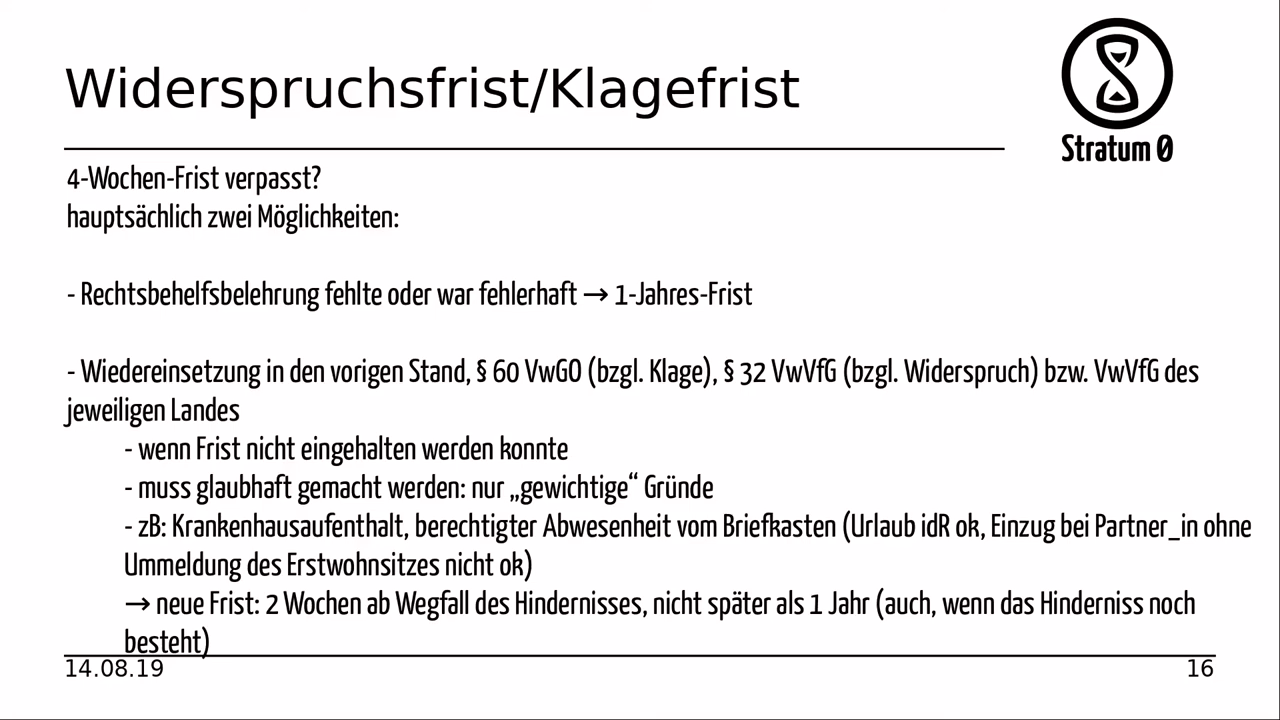 Widerspruchsfrist/Klagefrist
Stratum 0
4-Wochen-Frist verpasst?
hauptsächlich zwei Möglichkeiten:
- Rechtsbehelfsbelehrung fehlte oder war fehlerhaft → 1-Jahres-Frist
- Wiedereinsetzung in den vorigen Stand, § 60 VwGO (bzgl. Klage), § 32 VwVfG (bzgl. Widerspruch) bzw. VwVfG des
jeweiligen Landes
- wenn Frist nicht eingehalten werden konnte
- muss glaubhaft gemacht werden: nur „gewichtige“ Gründe
- zB: Krankenhausaufenthalt, berechtigter Abwesenheit vom Briefkasten (Urlaub idR ok, Einzug bei Partner_in ohne
Ummeldung des Erstwohnsitzes nicht ok)
→ neue Frist: 2 Wochen ab Wegfall des Hindernisses, nicht später als 1 Jahr (auch, wenn das Hinderniss noch
besteht)
14.08.19
16